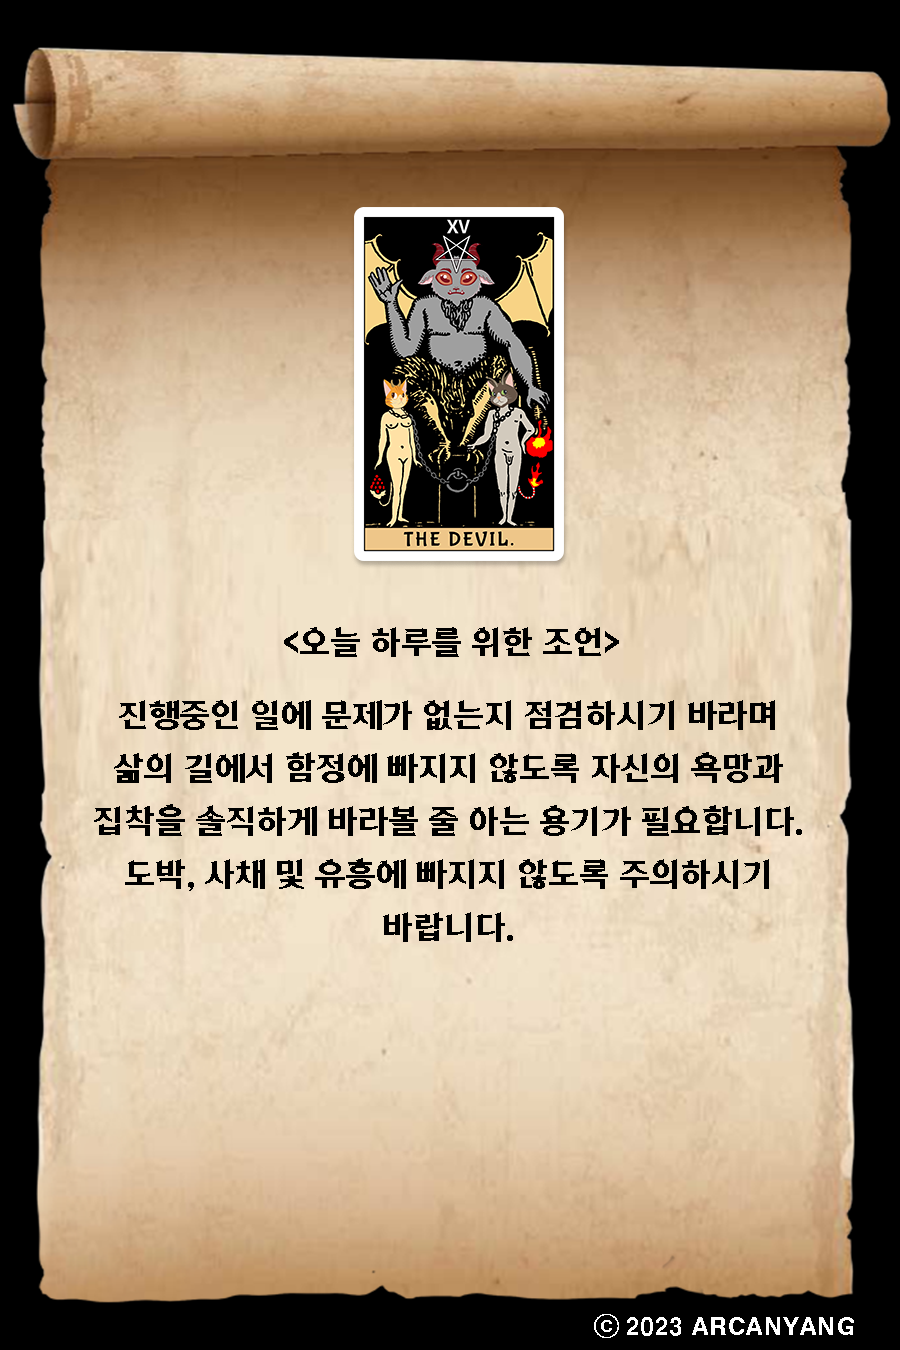 XV
THE DEVIL.
<오늘 하루를 위한 조언>
진행중인 일에 문제가 없는지 점검하시기 바라며
삶의 길에서 함정에 빠지지 않도록 자신의 욕망과
집착을 솔직하게 바라볼 줄 아는 용기가 필요합니다.
도박, 사채 및 유흥에 빠지지 않도록 주의하시기
바랍니다.
ⓒ 2023 ARCANYANG